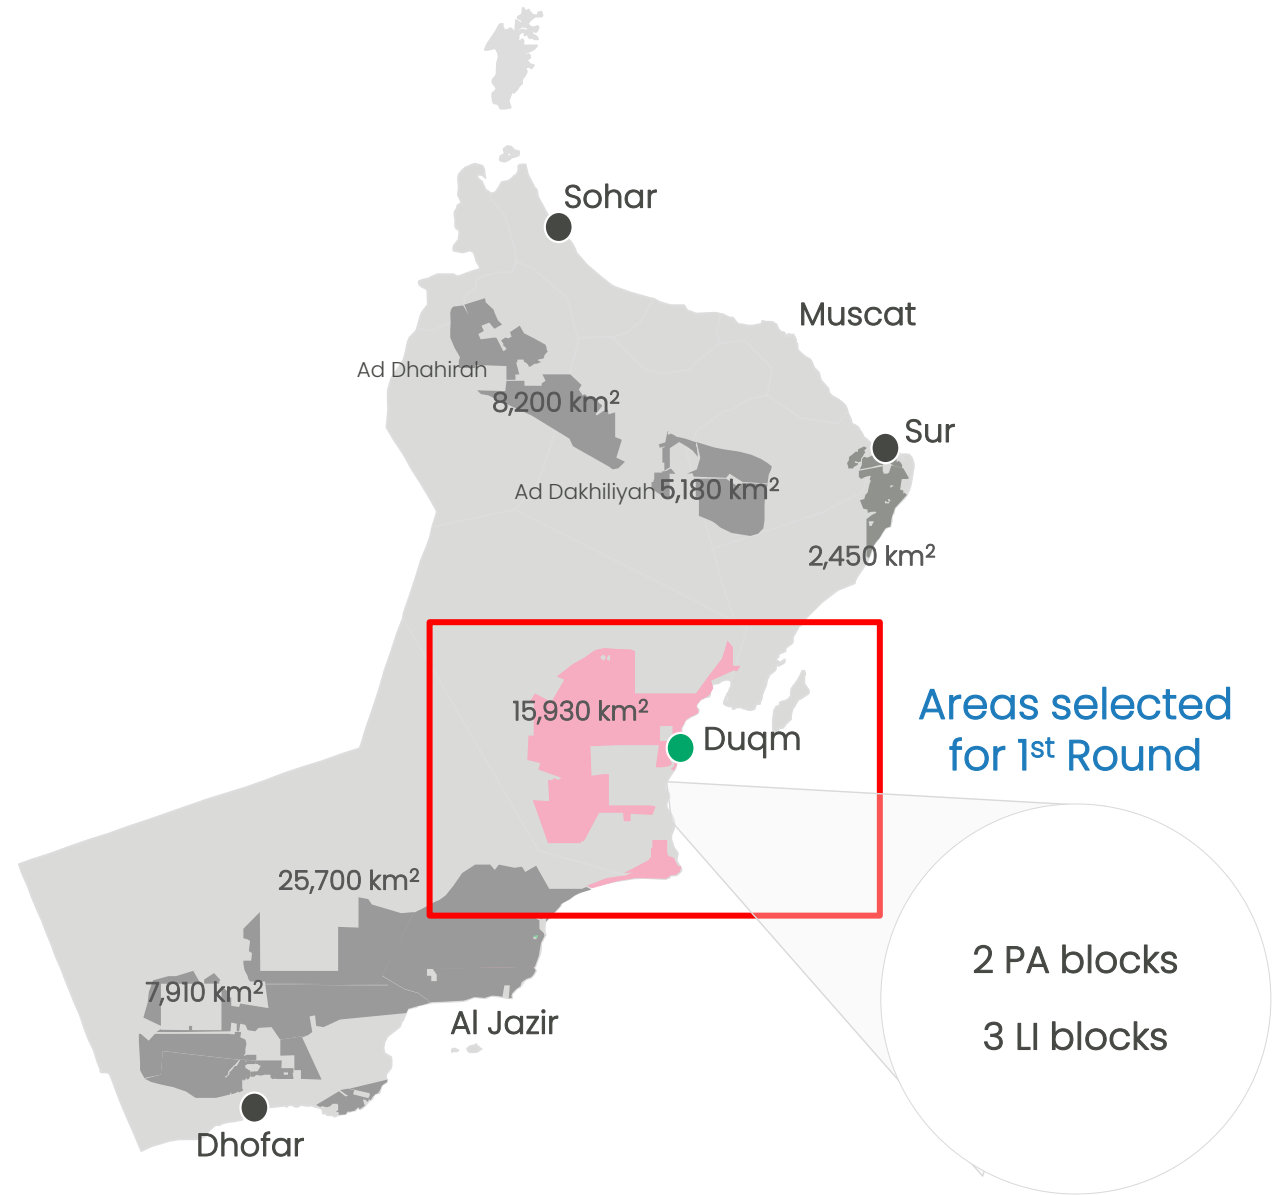 Sohar
Muscat
Ad Dhahirah
8,200 km²
Sur
Ad Dakhiliyah
5,180 km²
2,450 km²
15,930 km²
Duqm
Areas selected
for 1st Round
25,700 km²
2 PA blocks
7,910 km²
Al Jazir
3 LI blocks
Dhofar